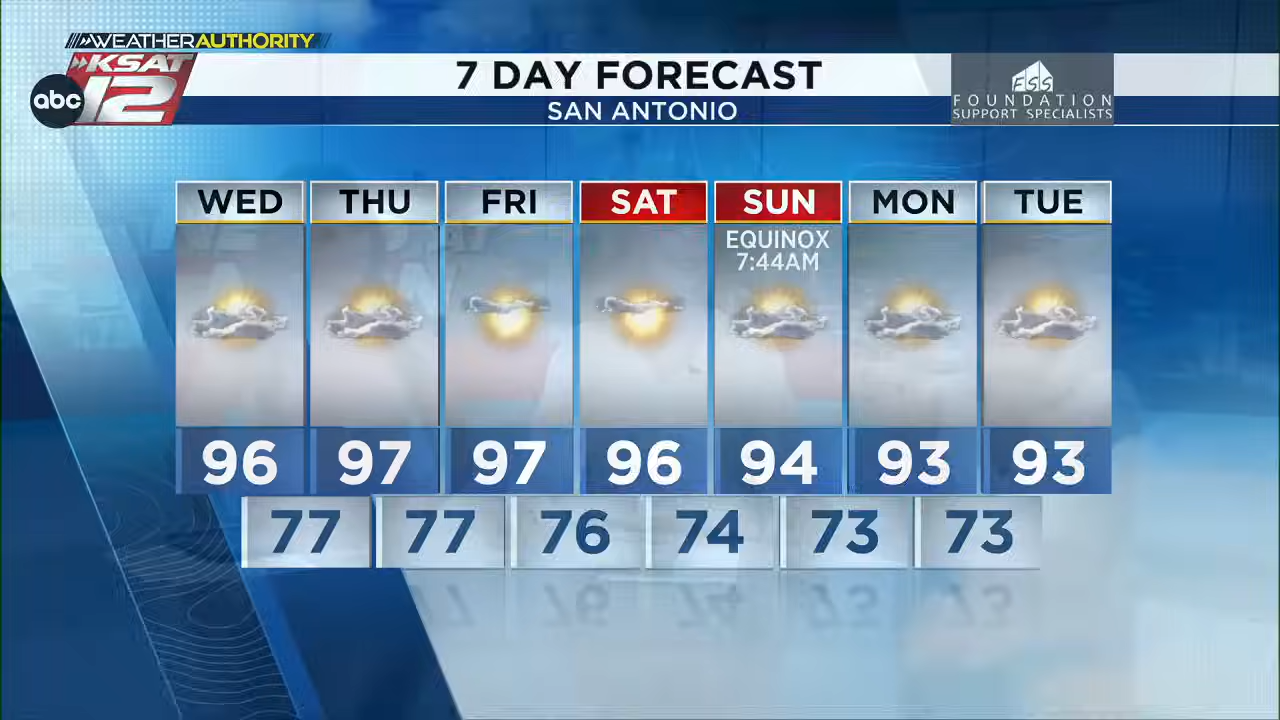 WEATHERAUTHORITY
KSAT
abc 12
7 DAY FORECAST
SAN ANTONIO
FSS
FOUNDATION
SUPPORT SPECIALISTS
WED THU FRI SAT SUN MON TUE
EQUINOX
7:44AM
96 97 97 96 94 93 93
77 77 76 74 73 73